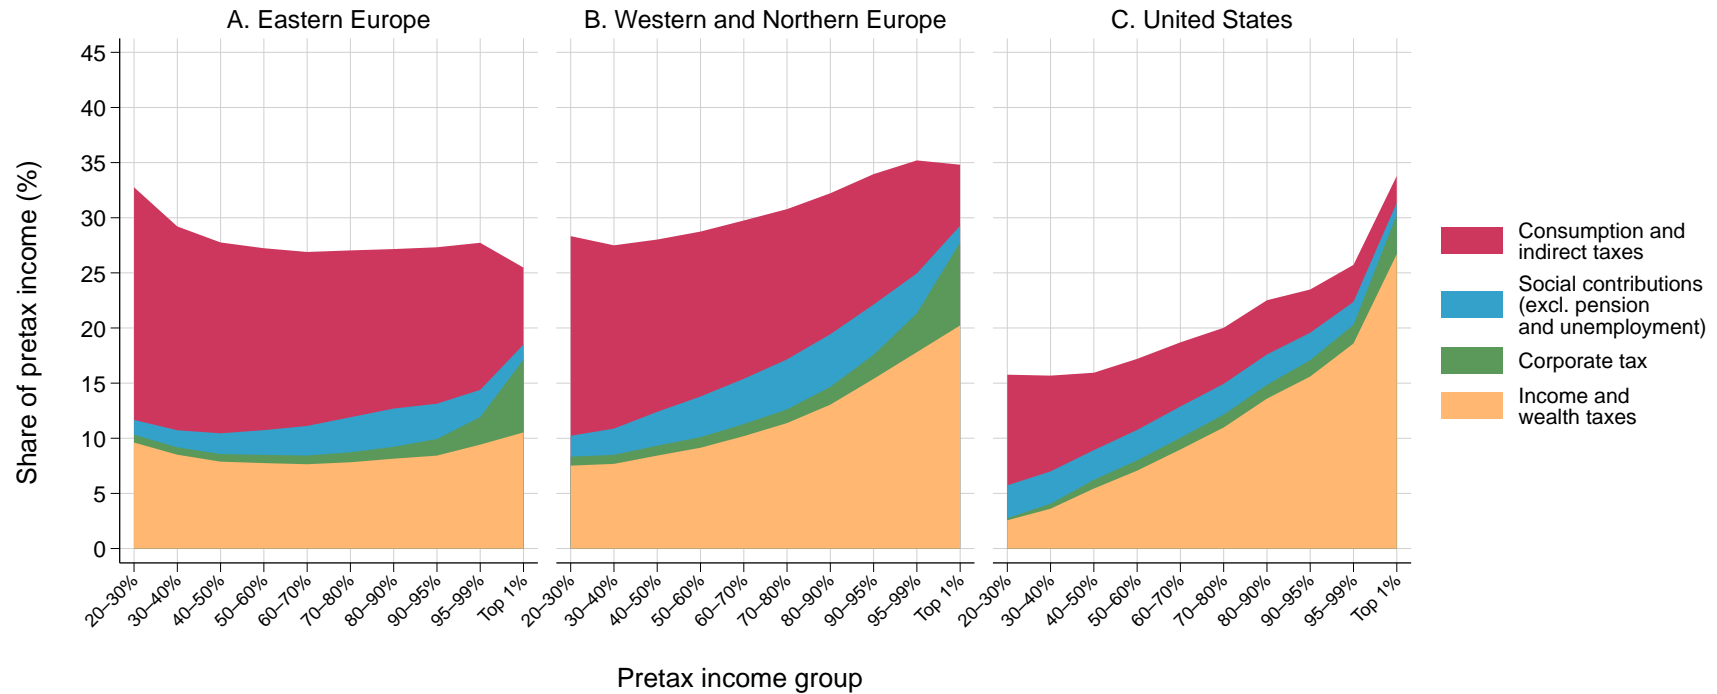 A. Eastern Europe
B. Western and Northern Europe
C. United States
Share of pretax income (%)
45
40
35
30
25
20
15
10
5
0
20–30%
30–40%
40–50%
50–60%
60–70%
70–80%
80–90%
90–95%
95–99%
Top 1%
20–30%
30–40%
40–50%
50–60%
60–70%
70–80%
80–90%
90–95%
95–99%
Top 1%
20–30%
30–40%
40–50%
50–60%
60–70%
70–80%
80–90%
90–95%
95–99%
Top 1%
Pretax income group
Consumption and
indirect taxes
Social contributions
(excl. pension
and unemployment)
Corporate tax
Income and
wealth taxes